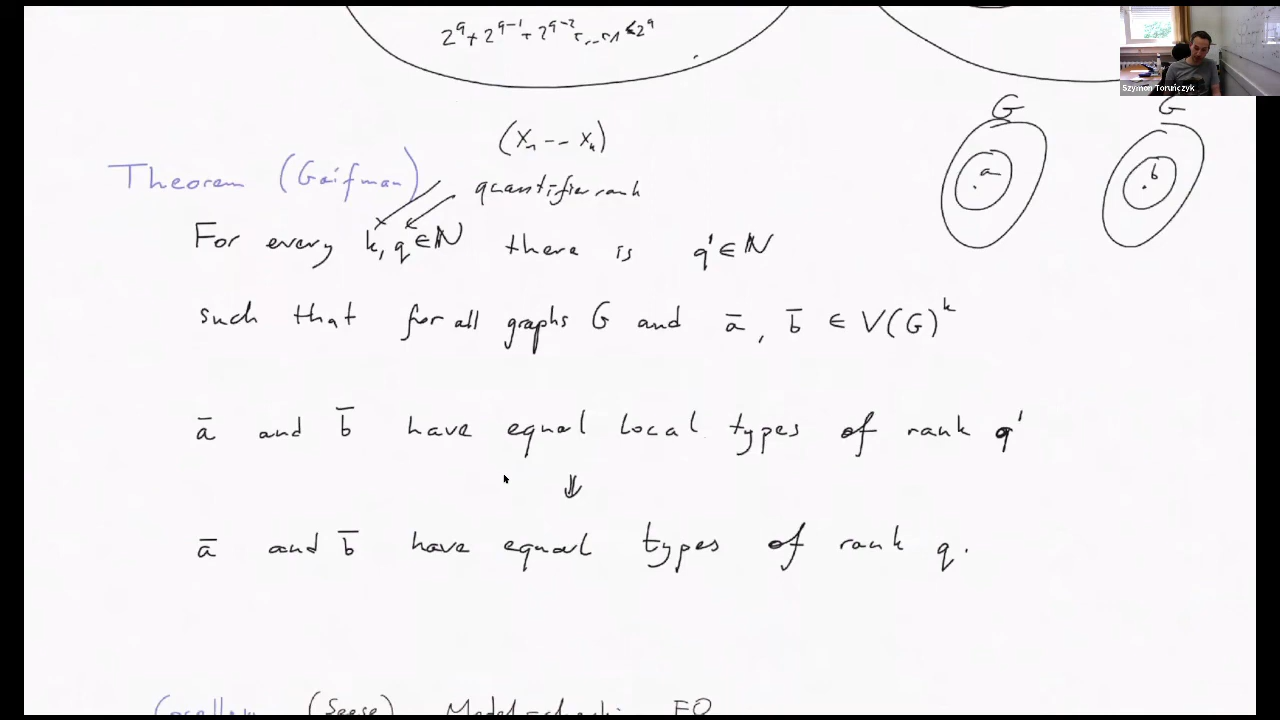 2^q + 2^{q-1} + 2^{q-2} + ... + 1 < 2^q
Szymon Toruńczyk
G G
(x_1 -- x_k)
a b
Theorem (Gaifman)
quantifier rank
For every k, q ∈ ℕ there is q' ∈ ℕ
such that for all graphs G and ā, b̄ ∈ V(G)^k
ā and b̄ have equal local types of rank q'
⇓
ā and b̄ have equal types of rank q.
(Seese) FO